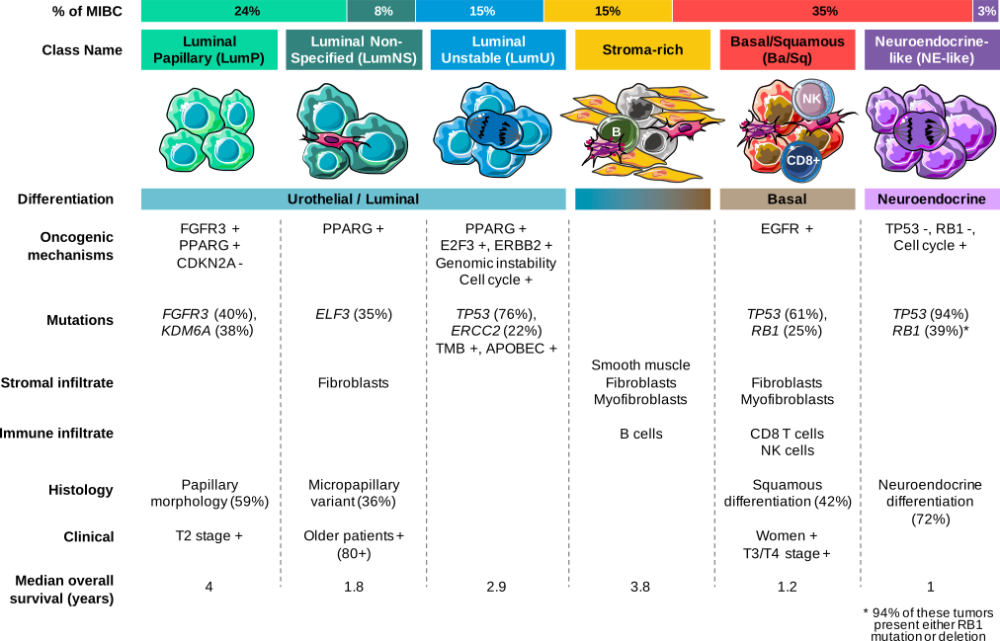 % of MIBC 24% 8% 15% 15% 35% 3%
Class Name
Luminal
Papillary (LumP)
Luminal Non-
Specified (LumNS)
Luminal
Unstable (LumU)
Stroma-rich
Basal/Squamous
(Ba/Sq)
Neuroendocrine-
like (NE-like)
B
NK
CD8+
Differentiation
Urothelial / Luminal
Basal
Neuroendocrine
Oncogenic
mechanisms
FGFR3 +
PPARG +
CDKN2A -
PPARG +
PPARG +
E2F3 +, ERBB2 +
Genomic instability
Cell cycle +
EGFR +
TP53 -, RB1 -,
Cell cycle +
Mutations
FGFR3 (40%),
KDM6A (38%)
ELF3 (35%)
TP53 (76%),
ERCC2 (22%)
TMB +, APOBEC +
TP53 (61%),
RB1 (25%)
TP53 (94%)
RB1 (39%)*
Stromal infiltrate
Fibroblasts
Smooth muscle
Fibroblasts
Myofibroblasts
Fibroblasts
Myofibroblasts
Immune infiltrate
B cells
CD8 T cells
NK cells
Histology
Papillary
morphology (59%)
Micropapillary
variant (36%)
Squamous
differentiation (42%)
Neuroendocrine
differentiation
(72%)
Clinical
T2 stage +
Older patients +
(80+)
Women +
T3/T4 stage +
Median overall
survival (years)
4
1.8
2.9
3.8
1.2
1
* 94% of these tumors
present either RB1
mutation or deletion